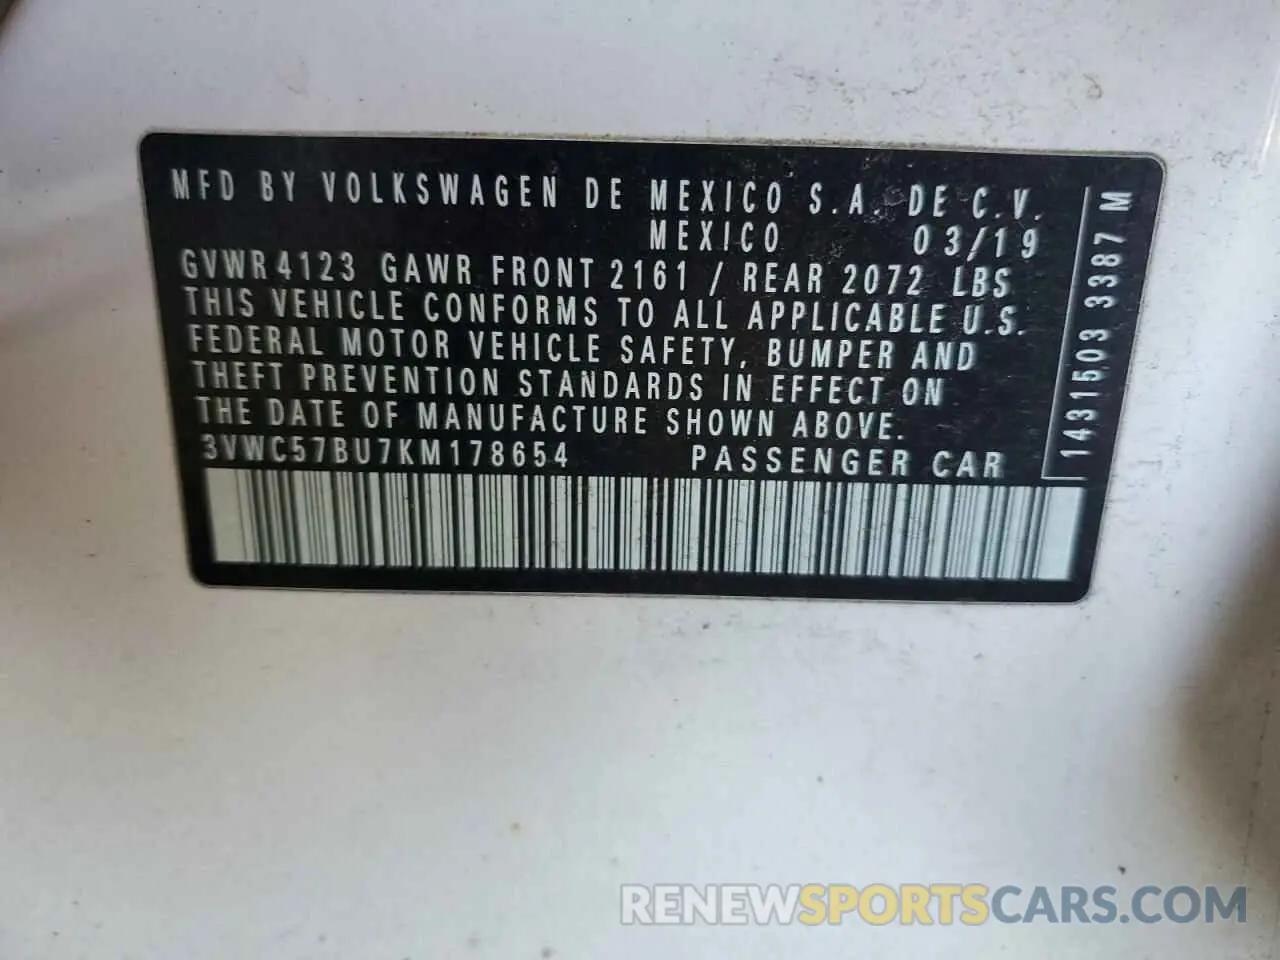 MFD BY VOLKSWAGEN DE MEXICO S.A. DE C.V.
MEXICO 03/19
GVWR 4123 GAWR FRONT 2161 / REAR 2072 LBS
THIS VEHICLE CONFORMS TO ALL APPLICABLE U.S.
FEDERAL MOTOR VEHICLE SAFETY, BUMPER AND
THEFT PREVENTION STANDARDS IN EFFECT ON
THE DATE OF MANUFACTURE SHOWN ABOVE.
3VWC57BU7KM178654 PASSENGER CAR
1431503 3387 M
RENEWSPORTSCARS.COM